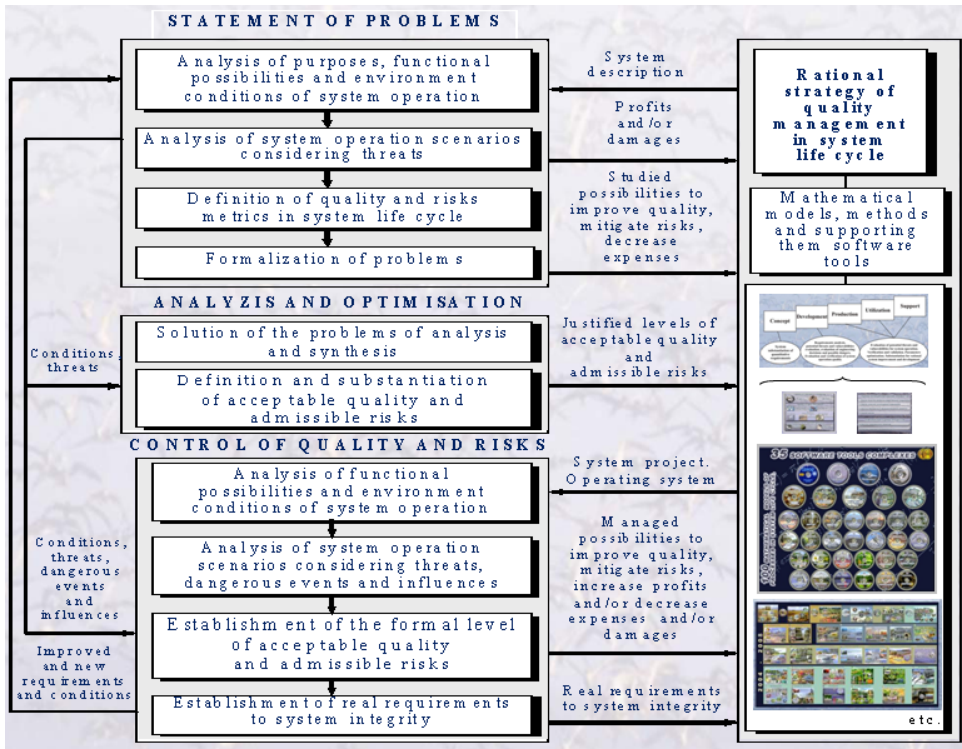 STATEMENT OF PROBLEMS
Analysis of purposes, functional
possibilities and environment
conditions of system operation
Analysis of system operation scenarios
considering threats
Definition of quality and risks
metrics in system life cycle
Formalization of problems
ANALYZIS AND OPTIMISATION
Solution of the problems of analysis
and synthesis
Definition and substantiation
of acceptable quality and
admissible risks
CONTROL OF QUALITY AND RISKS
Analysis of functional
possibilities and environment
conditions of system operation
Analysis of system operation
scenarios considering threats,
dangerous events and influences
Establishment of the formal level
of acceptable quality
and admissible risks
Establishment of real requirements
to system integrity
Conditions,
threats
Conditions,
threats,
dangerous
events
and
influences
Improved
and new
requirements
and conditions
System
description
Profits
and/or
damages
Studied
possibilities to
improve quality,
mitigate risks,
decrease
expenses
Justified levels of
acceptable quality
and
admissible risks
System project.
Operating system
Managed
possibilities to
improve quality,
mitigate risks,
increase profits
and/or decrease
expenses and/or
damages
Real requirements
to system integrity
Rational
strategy of
quality
management
in system
life cycle
Mathematical
models, methods
and supporting
them software
tools
Concept
Development
Production
Utilization
Support
35 SOFTWARE TOOLS COMPLEXES
etc.